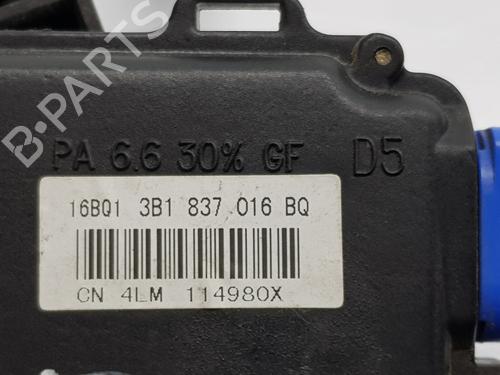 B-PARTS
PA 6.6 30% GF D5
16BQ1 3B1 837 016 BQ
CN 4LM 114980X